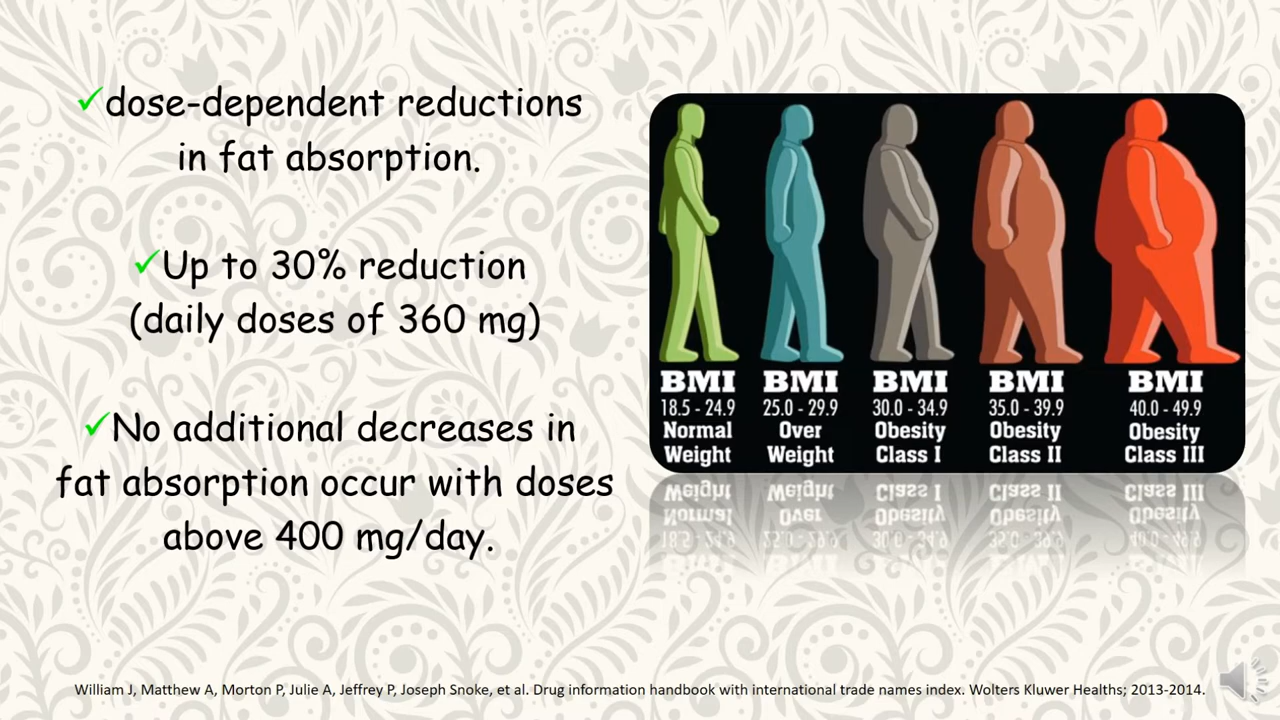 ✓dose-dependent reductions
in fat absorption.
✓Up to 30% reduction
(daily doses of 360 mg)
✓No additional decreases in
fat absorption occur with doses
above 400 mg/day.
BMI
18.5 - 24.9
Normal
Weight
BMI
25.0 - 29.9
Over
Weight
BMI
30.0 - 34.9
Obesity
Class I
BMI
35.0 - 39.9
Obesity
Class II
BMI
40.0 - 49.9
Obesity
Class III
William J, Matthew A, Morton P, Julie A, Jeffrey P, Joseph Snoke, et al. Drug information handbook with international trade names index. Wolters Kluwer Healths; 2013-2014.